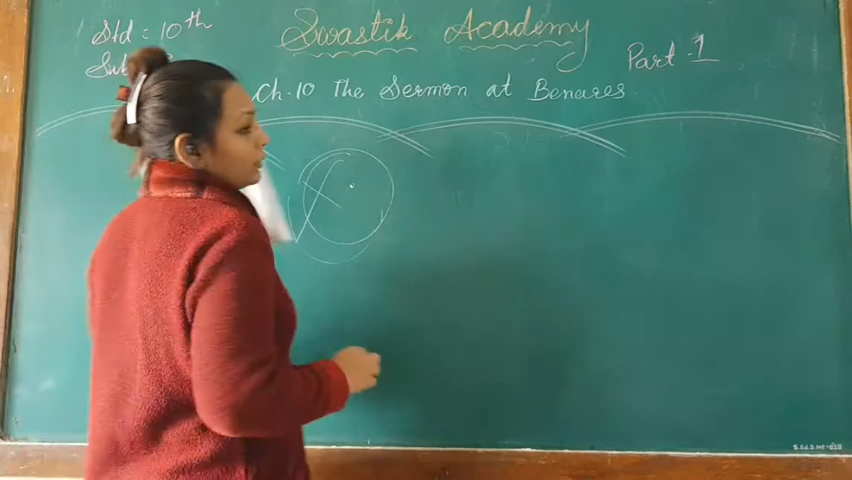 Std = 10th
Swastik Academy
Part - 1
Ch-10 The Sermon at Benares